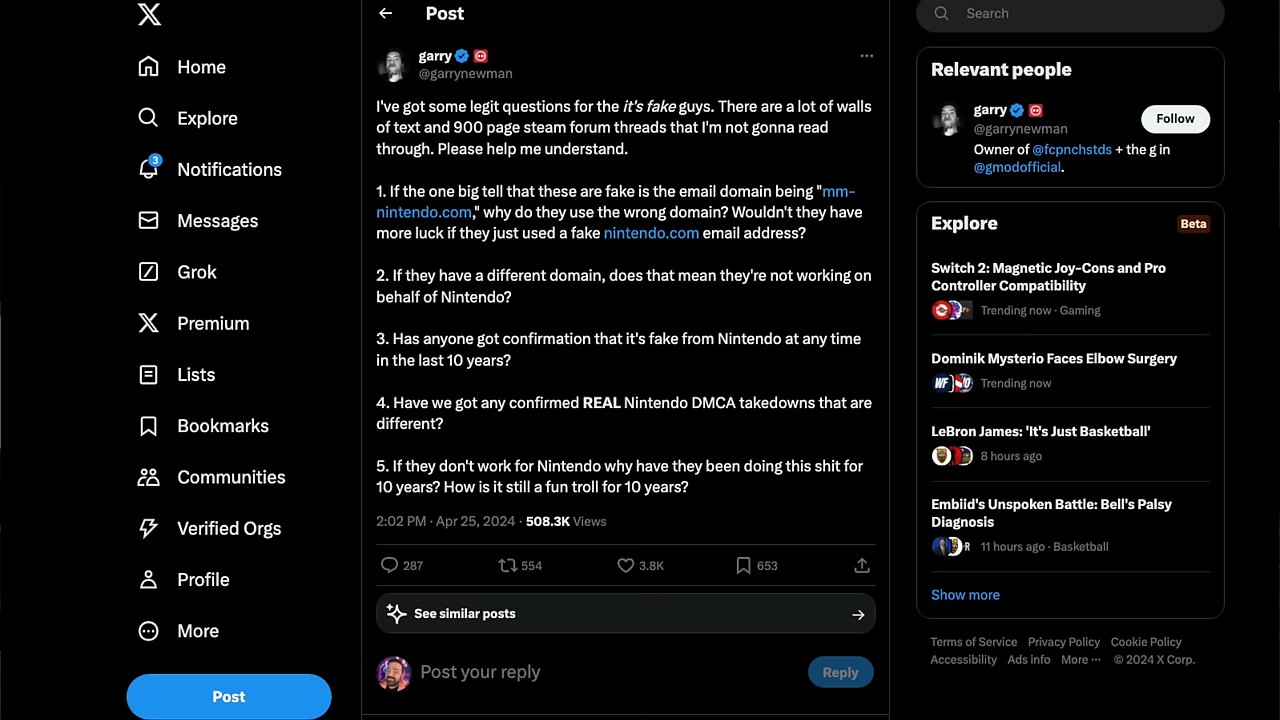 Home
Explore
3
Notifications
Messages
Grok
Premium
Lists
Bookmarks
Communities
Verified Orgs
Profile
More
Post
Post
garry
@garrynewman
I've got some legit questions for the it's fake guys. There are a lot of walls
of text and 900 page steam forum threads that I'm not gonna read
through. Please help me understand.
1. If the one big tell that these are fake is the email domain being "mm-
nintendo.com," why do they use the wrong domain? Wouldn't they have
more luck if they just used a fake nintendo.com email address?
2. If they have a different domain, does that mean they're not working on
behalf of Nintendo?
3. Has anyone got confirmation that it's fake from Nintendo at any time
in the last 10 years?
4. Have we got any confirmed REAL Nintendo DMCA takedowns that are
different?
5. If they don't work for Nintendo why have they been doing this shit for
10 years? How is it still a fun troll for 10 years?
2:02 PM · Apr 25, 2024 · 508.3K Views
287 554 3.8K 653
See similar posts
Post your reply
Reply
Search
Relevant people
garry
@garrynewman
Follow
Owner of @fcpnchstds + the g in
@gmodofficial.
Explore
Beta
Switch 2: Magnetic Joy-Cons and Pro
Controller Compatibility
Trending now · Gaming
Dominik Mysterio Faces Elbow Surgery
Trending now
LeBron James: 'It's Just Basketball'
8 hours ago
Embiid's Unspoken Battle: Bell's Palsy
Diagnosis
11 hours ago · Basketball
Show more
Terms of Service Privacy Policy Cookie Policy
Accessibility Ads info More ··· © 2024 X Corp.